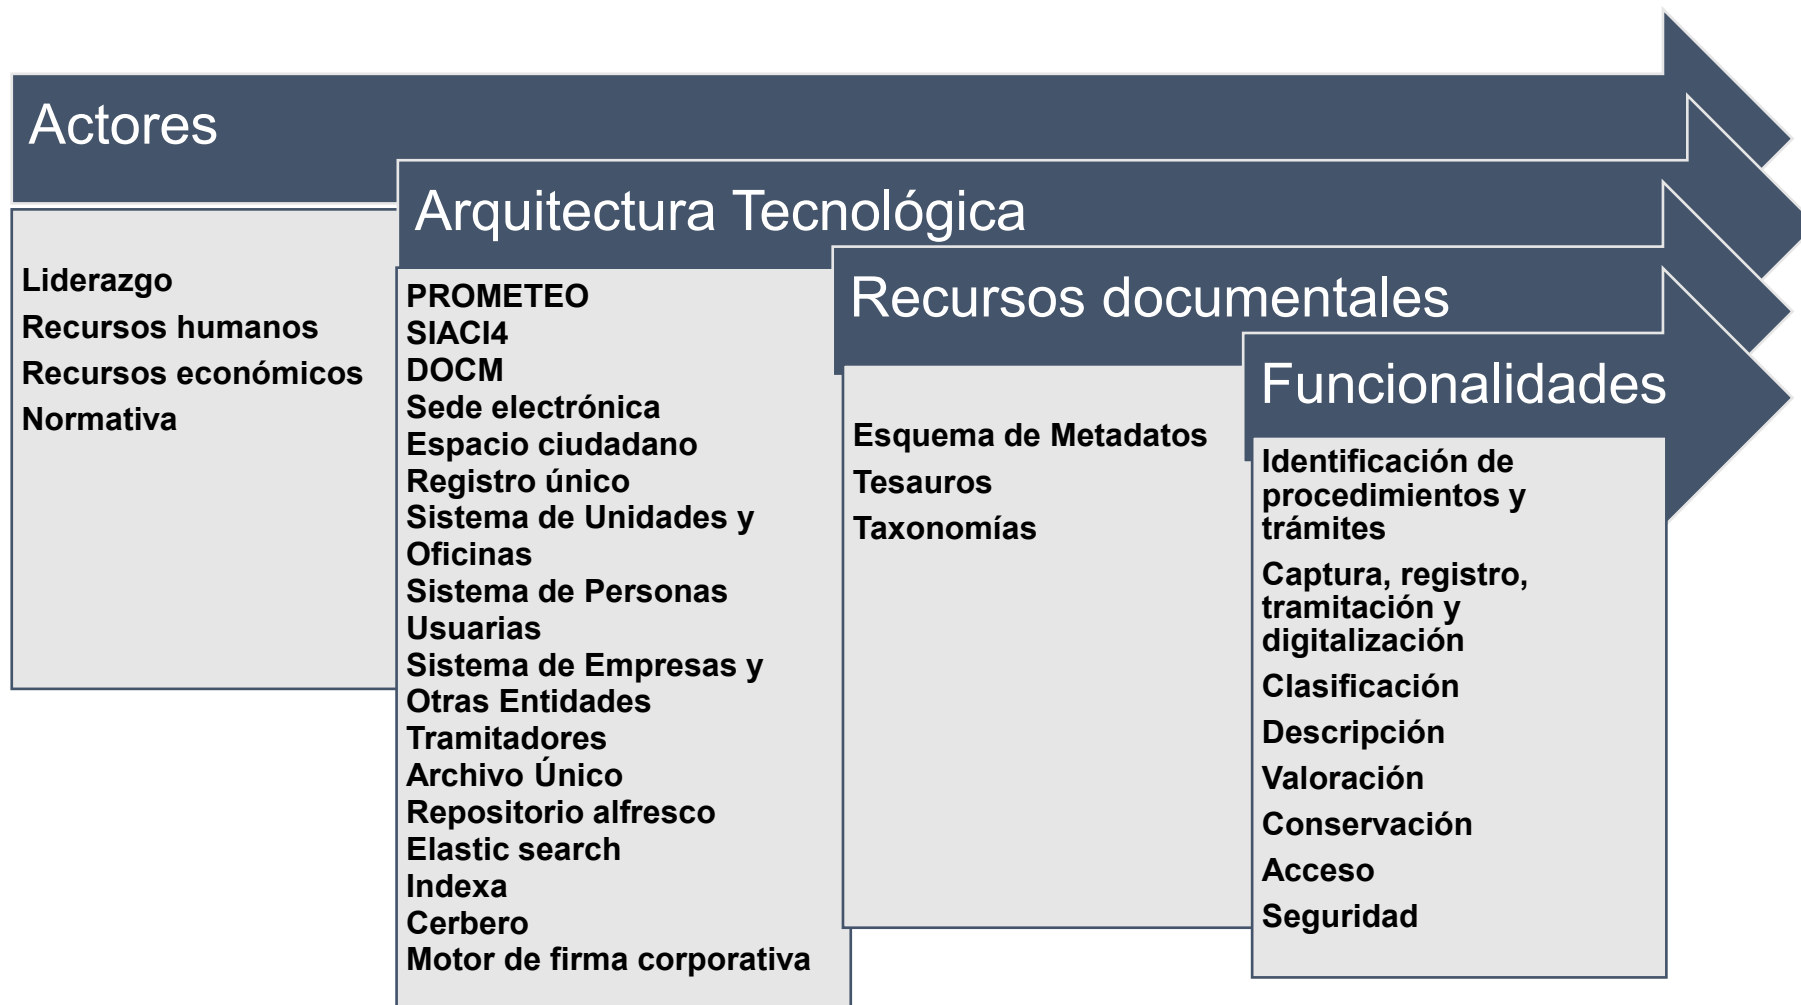 Actores
Liderazgo
Recursos humanos
Recursos económicos
Normativa
Arquitectura Tecnológica
PROMETEO
SIACI4
DOCM
Sede electrónica
Espacio ciudadano
Registro único
Sistema de Unidades y
Oficinas
Sistema de Personas
Usuarias
Sistema de Empresas y
Otras Entidades
Tramitadores
Archivo Único
Repositorio alfresco
Elastic search
Indexa
Cerbero
Motor de firma corporativa
Recursos documentales
Esquema de Metadatos
Tesauros
Taxonomías
Funcionalidades
Identificación de
procedimientos y
trámites
Captura, registro,
tramitación y
digitalización
Clasificación
Descripción
Valoración
Conservación
Acceso
Seguridad